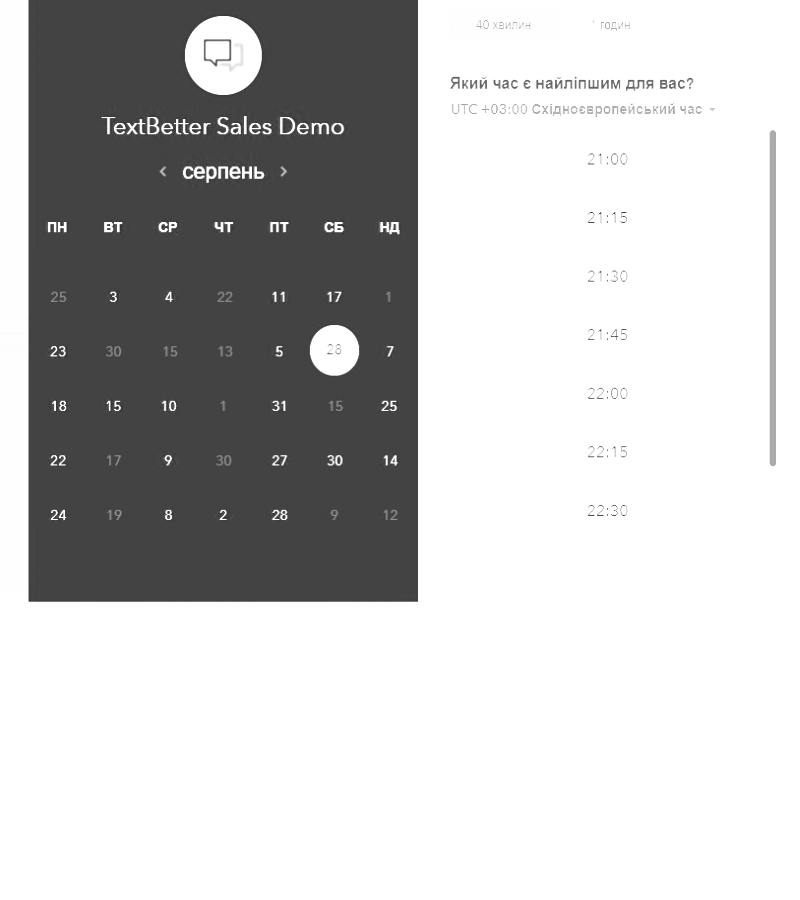 TextBetter Sales Demo
серпень
ПН ВТ СР ЧТ ПТ СБ НД
25 3 4 22 11 17 1
23 30 15 13 5 28 7
18 15 10 1 31 15 25
22 17 9 30 27 30 14
24 19 8 2 28 9 12
40 хвилин годин
Який час є найліпшим для вас?
UTC +03:00 Східноєвропейський час
21:00
21:15
21:30
21:45
22:00
22:15
22:30